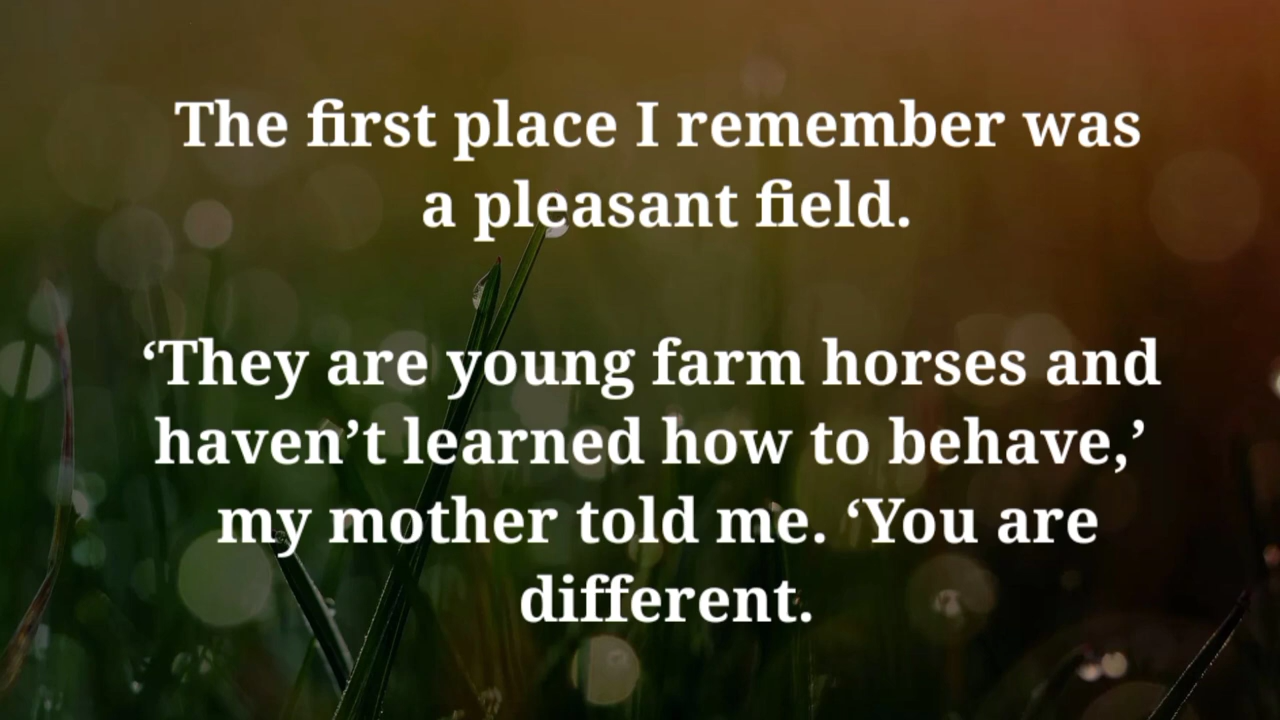 The first place I remember was
a pleasant field.
‘They are young farm horses and
haven’t learned how to behave,’
my mother told me. ‘You are
different.